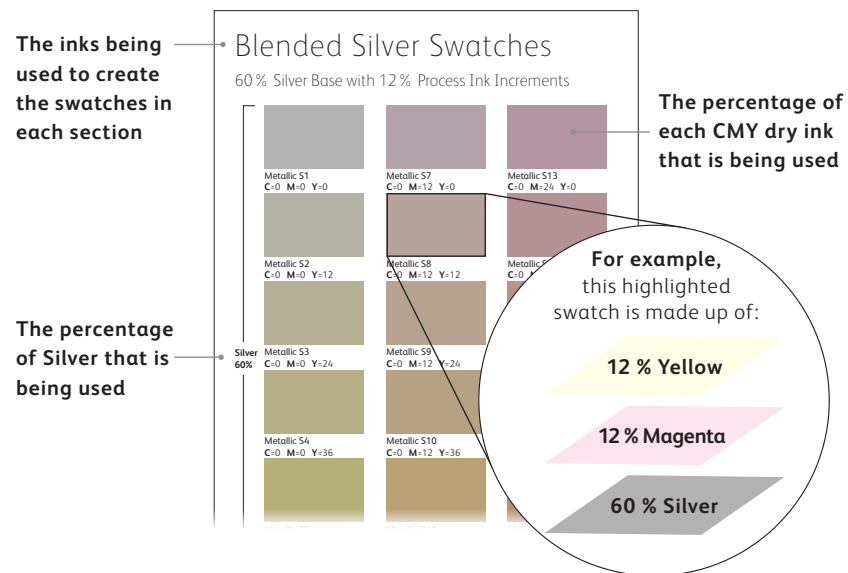 The inks being
used to create
the swatches in
each section
Blended Silver Swatches
60 % Silver Base with 12 % Process Ink Increments
The percentage of
each CMY dry ink
that is being used
Metallic S1
C=0 M=0 Y=0
Metallic S7
C=0 M=12 Y=0
Metallic S13
C=0 M=24 Y=0
Metallic S2
C=0 M=0 Y=12
Metallic S8
C=0 M=12 Y=12
Metallic
For example,
this highlighted
swatch is made up of:
The percentage
of Silver that is
being used
Silver
60%
Metallic S3
C=0 M=0 Y=24
Metallic S9
C=0 M=12 Y=24
12 % Yellow
12 % Magenta
60 % Silver
Metallic S4
C=0 M=0 Y=36
Metallic S10
C=0 M=12 Y=36